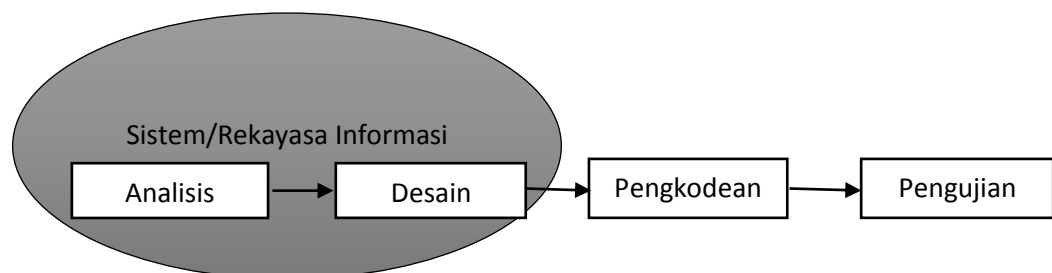 Sistem/Rekayasa Informasi
Analisis
Desain
Pengkodean
Pengujian